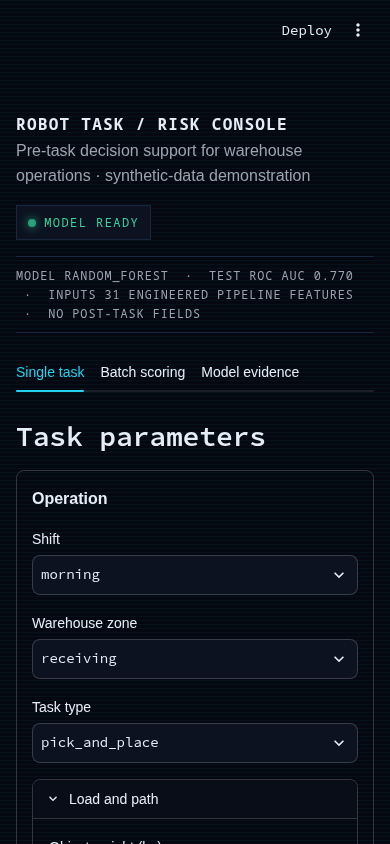 Deploy
ROBOT TASK / RISK CONSOLE
Pre-task decision support for warehouse
operations · synthetic-data demonstration
MODEL READY
MODEL RANDOM_FOREST · TEST ROC AUC 0.770
· INPUTS 31 ENGINEERED PIPELINE FEATURES
· NO POST-TASK FIELDS
Single task Batch scoring Model evidence
Task parameters
Operation
Shift
morning
Warehouse zone
receiving
Task type
pick_and_place
Load and path